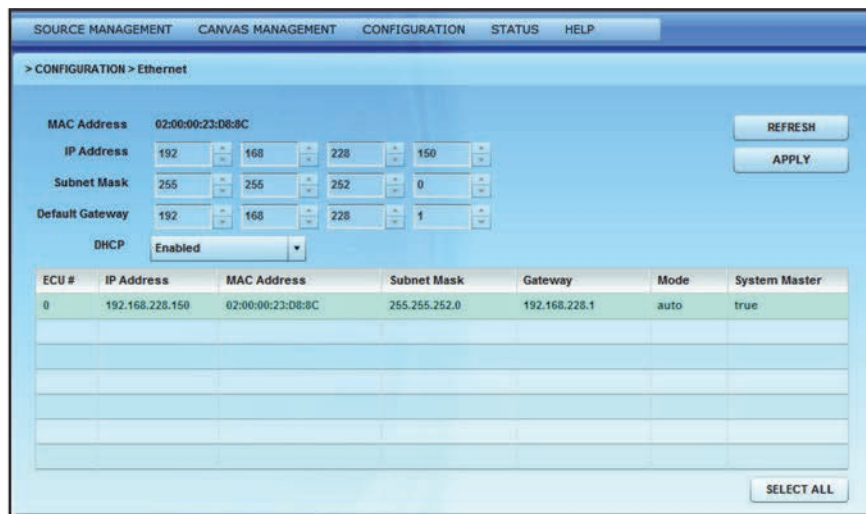 SOURCE MANAGEMENT CANVAS MANAGEMENT CONFIGURATION STATUS HELP
> CONFIGURATION > Ethernet
MAC Address 02:00:00:23:D8:8C
REFRESH
IP Address 192 168 228 150
APPLY
Subnet Mask 255 255 252 0
Default Gateway 192 168 228 1
DHCP Enabled
ECU # IP Address MAC Address Subnet Mask Gateway Mode System Master
0 192.168.228.150 02:00:00:23:D8:8C 255.255.252.0 192.168.228.1 auto true
SELECT ALL